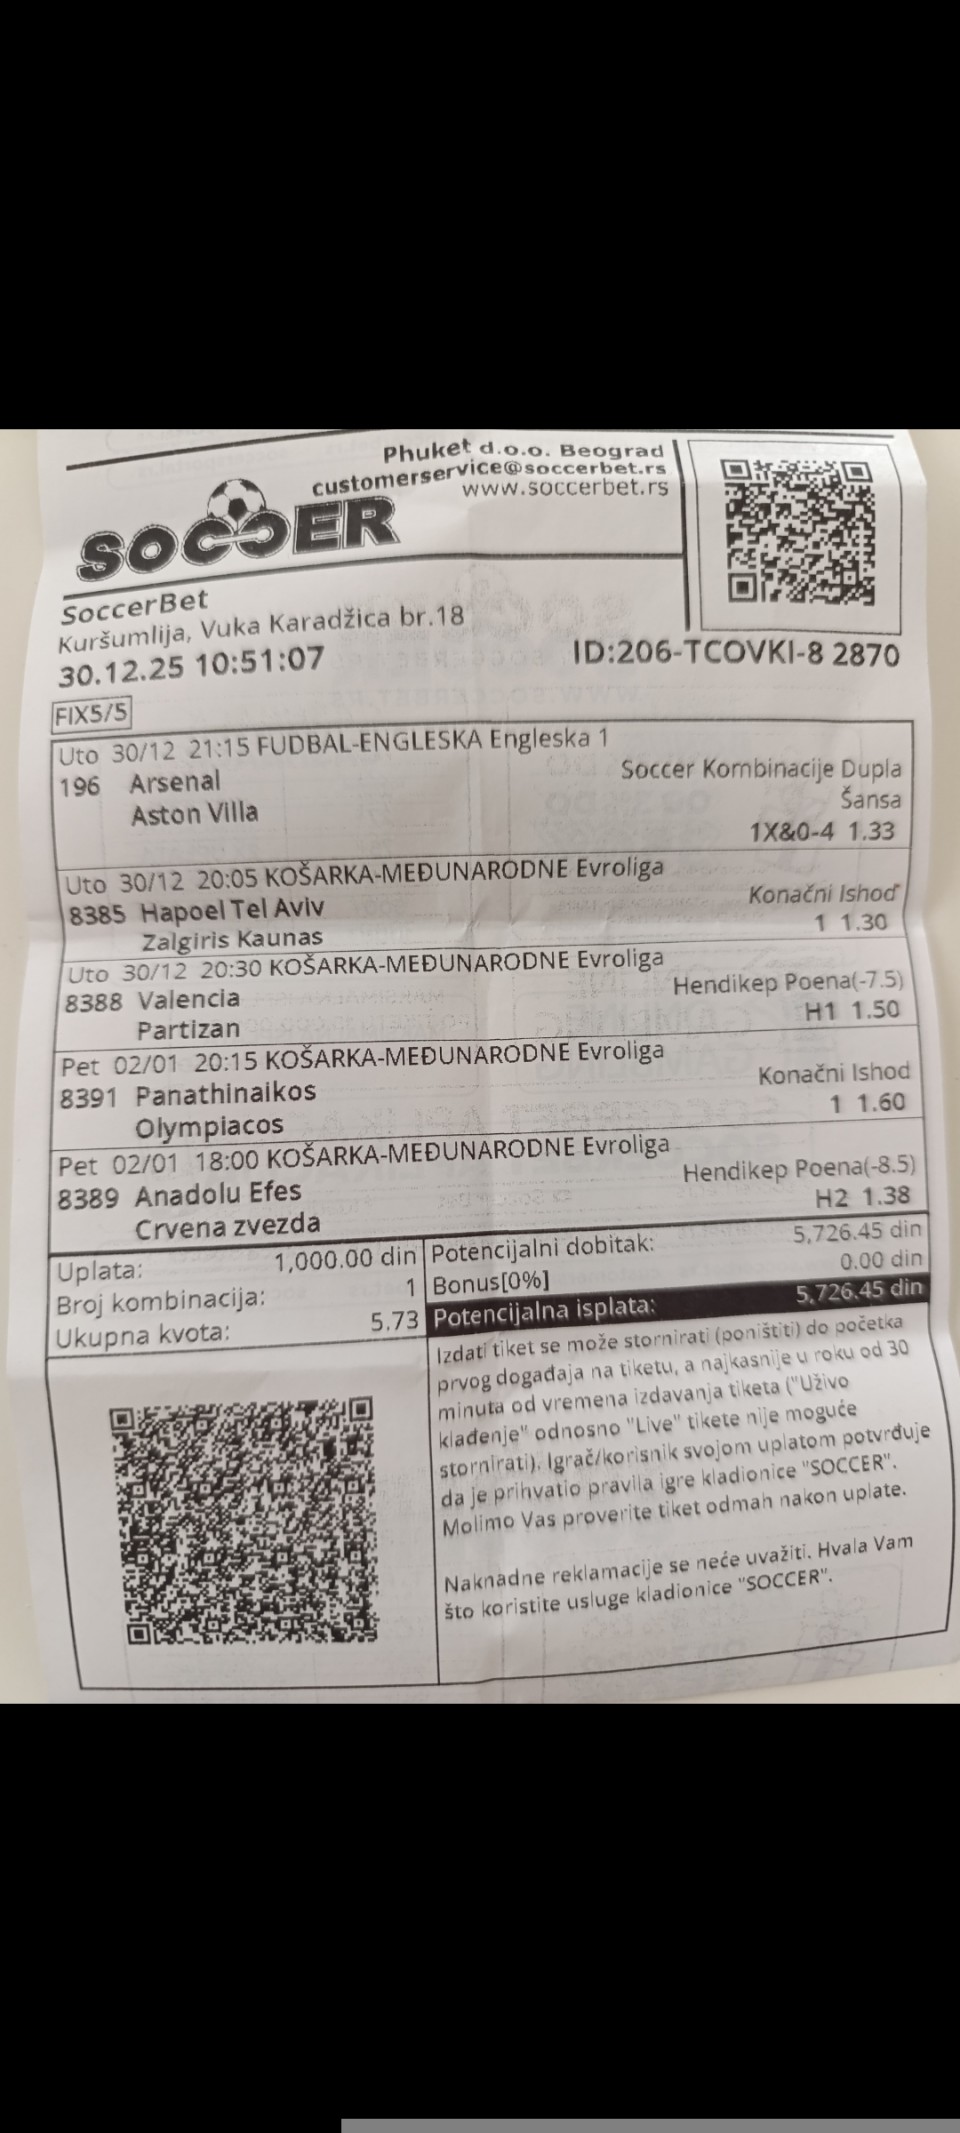 Phuket d.o.o. Beograd
customerservice@soccerbet.rs
www.soccerbet.rs
SOCCER
SoccerBet
Kuršumlija, Vuka Karadžica br.18
30.12.25 10:51:07
ID:206-TCOVKI-8 2870
FIX5/5
Uto 30/12 21:15 FUDBAL-ENGLESKA Engleska 1
196 Arsenal
Soccer Kombinacije Dupla
Aston Villa
Šansa
1X&0-4 1.33
Uto 30/12 20:05 KOŠARKA-MEĐUNARODNE Evroliga
8385 Hapoel Tel Aviv
Konačni Ishod
Zalgiris Kaunas
1 1.30
Uto 30/12 20:30 KOŠARKA-MEĐUNARODNE Evroliga
8388 Valencia
Hendikep Poena(-7.5)
Partizan
H1 1.50
Pet 02/01 20:15 KOŠARKA-MEĐUNARODNE Evroliga
8391 Panathinaikos
Konačni Ishod
Olympiacos
1 1.60
Pet 02/01 18:00 KOŠARKA-MEĐUNARODNE Evroliga
8389 Anadolu Efes
Hendikep Poena(-8.5)
Crvena zvezda
H2 1.38
Uplata: 1,000.00 din
Broj kombinacija: 1
Ukupna kvota: 5.73
Potencijalni dobitak: 5,726.45 din
Bonus[0%] 0.00 din
Potencijalna isplata: 5,726.45 din
Izdati tiket se može stornirati (poništiti) do početka
prvog događaja na tiketu, a najkasnije u roku od 30
minuta od vremena izdavanja tiketa ("Uživo
klađenje" odnosno "Live" tikete nije moguće
stornirati). Igrač/korisnik svojom uplatom potvrđuje
da je prihvatio pravila igre kladionice "SOCCER".
Molimo Vas proverite tiket odmah nakon uplate.
Naknadne reklamacije se neće uvažiti. Hvala Vam
što koristite usluge kladionice "SOCCER".